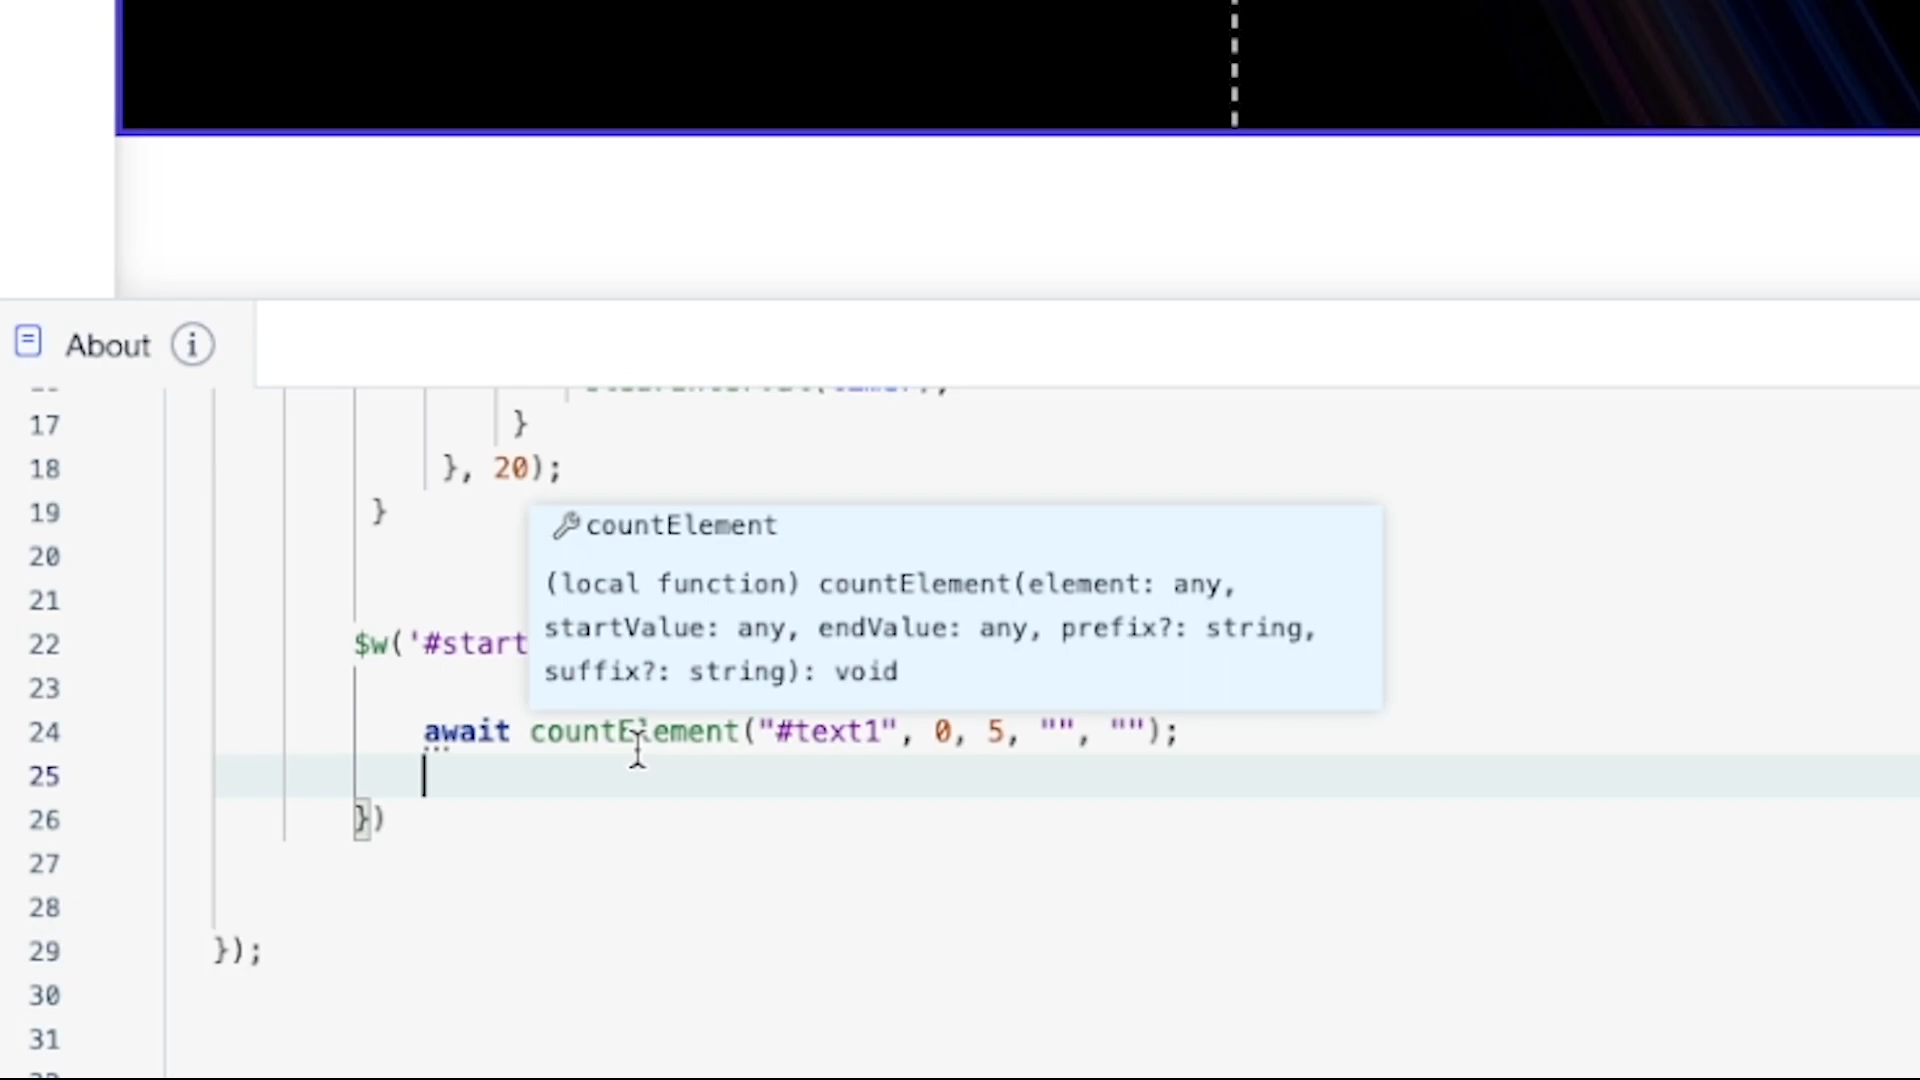 About
17 }
18 }, 20);
19 }
countElement
20
(local function) countElement(element: any,
21
startValue: any, endValue: any, prefix?: string,
22 $w('#start
suffix?: string): void
23
24 await countElement("#text1", 0, 5, "", "");
25
26 })
27
28
29 });
30
31